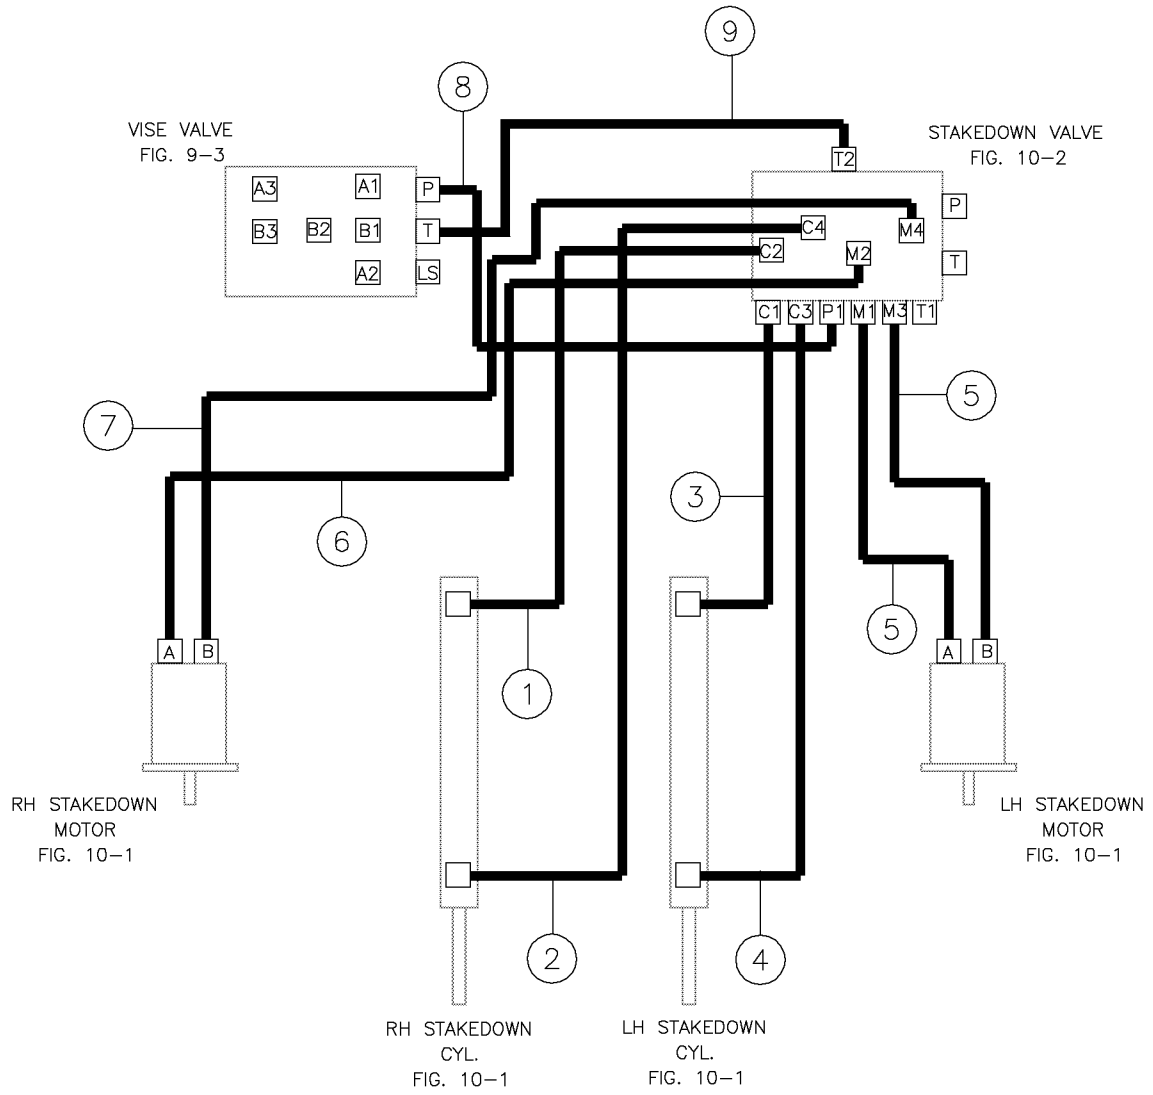 9
8
VISE VALVE
FIG. 9-3
STAKEDOWN VALVE
FIG. 10-2
T2
A3
A1
P
B3
B2
B1
T
A2
LS
C4
M4
P
C2
M2
T
C1
C3
P1
M1
M3
T1
5
7
3
6
5
1
A
B
A
B
RH STAKEDOWN
MOTOR
FIG. 10-1
LH STAKEDOWN
MOTOR
FIG. 10-1
2
4
RH STAKEDOWN
CYL.
FIG. 10-1
LH STAKEDOWN
CYL.
FIG. 10-1